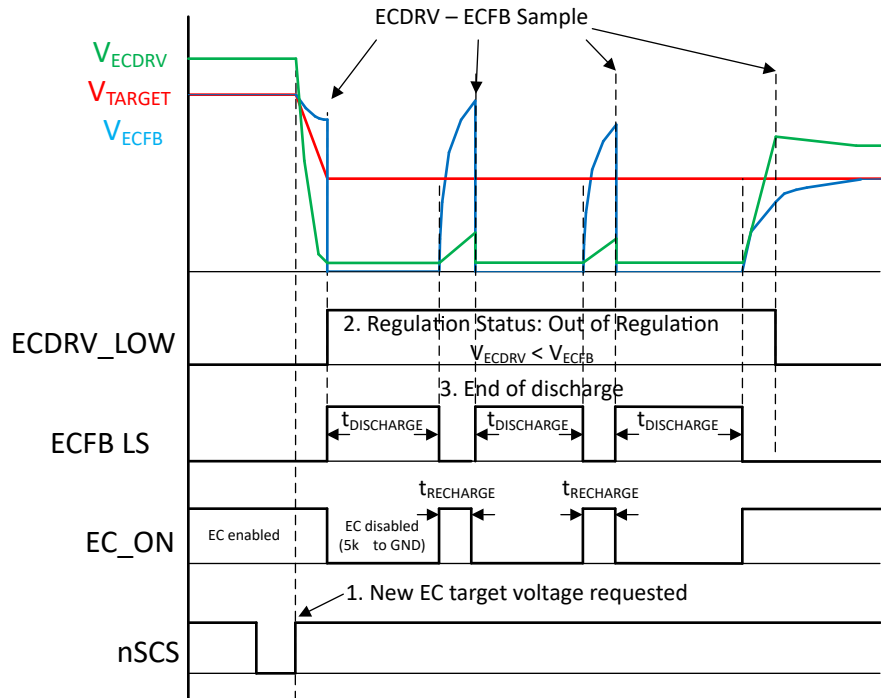 ECDRV – ECFB Sample
VECDRV
VTARGET
VECFB
ECDRV_LOW
2. Regulation Status: Out of Regulation
VECDRV < VECFB
3. End of discharge
ECFB LS
tDISCHARGE
tDISCHARGE
tDISCHARGE
tRECHARGE
tRECHARGE
EC_ON
EC enabled
EC disabled
(5k to GND)
1. New EC target voltage requested
nSCS